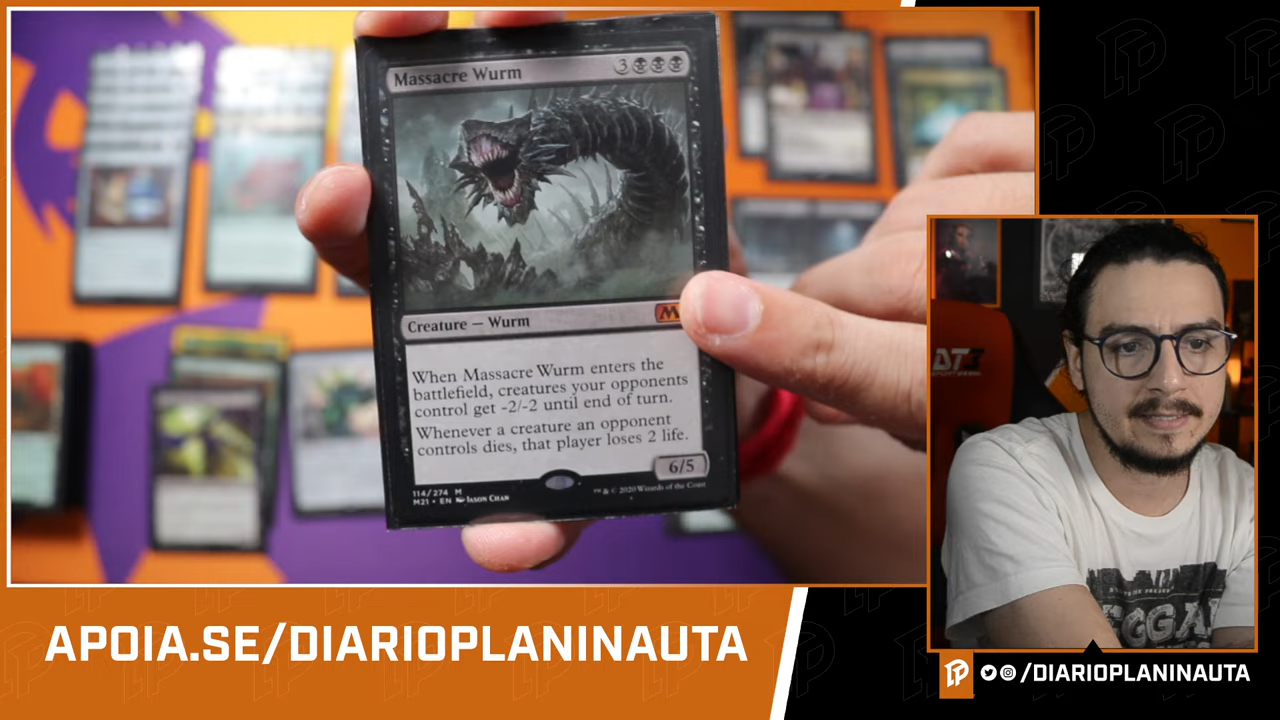 Massacre Wurm
3
Creature — Wurm
When Massacre Wurm enters the
battlefield, creatures your opponents
control get -2/-2 until end of turn.
Whenever a creature an opponent
controls dies, that player loses 2 life.
6/5
114/274 M
M21 • EN JASON CHAN
™ & © 2020 Wizards of the Coast
DT3
APOIA.SE/DIARIOPLANINAUTA
/DIARIOPLANINAUTA